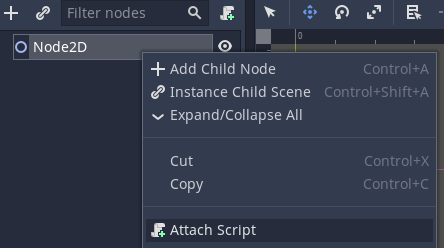 Filter nodes
0
Node2D
Add Child Node Control+A
Instance Child Scene Control+Shift+A
Expand/Collapse All
Cut Control+X
Copy Control+C
Attach Script